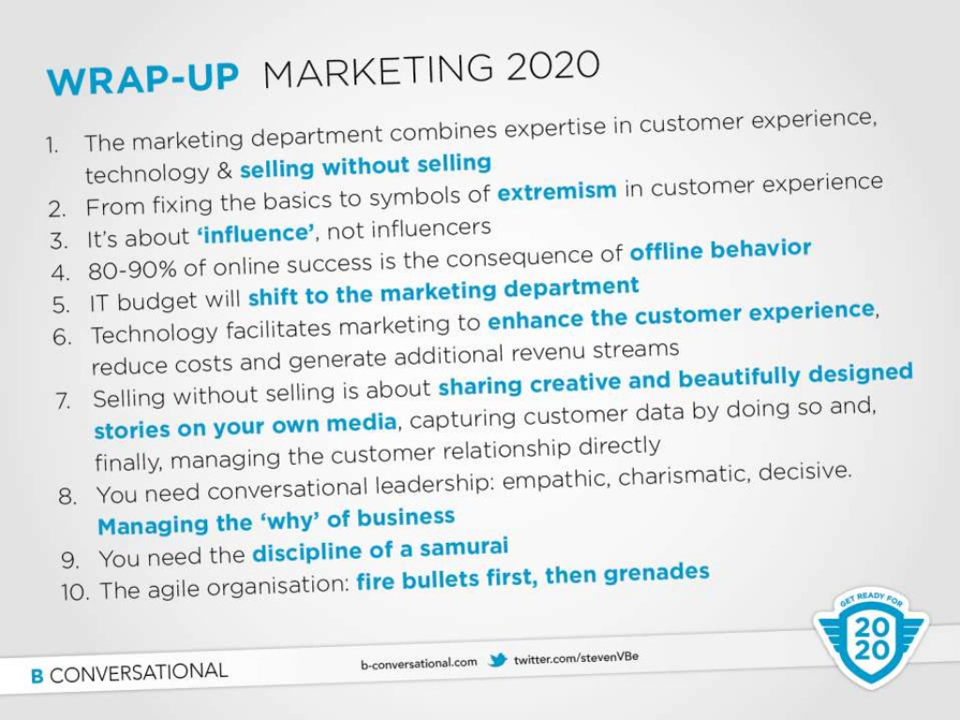 WRAP-UP MARKETING 2020
1. The marketing department combines expertise in customer experience,
technology & selling without selling
2. From fixing the basics to symbols of extremism in customer experience
3. It's about ‘influence’, not influencers
4. 80-90% of online success is the consequence of offline behavior
5. IT budget will shift to the marketing department
6. Technology facilitates marketing to enhance the customer experience,
reduce costs and generate additional revenu streams
7. Selling without selling is about sharing creative and beautifully designed
stories on your own media, capturing customer data by doing so and,
finally, managing the customer relationship directly
8. You need conversational leadership: empathic, charismatic, decisive.
Managing the ‘why’ of business
9. You need the discipline of a samurai
10. The agile organisation: fire bullets first, then grenades
GET READY FOR
20
20
B CONVERSATIONAL
b-conversational.com twitter.com/stevenVBe